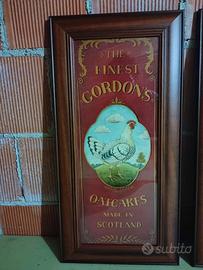 THE
FINEST
GORDON'S
OATCAKES
MADE IN
SCOTLAND
subito